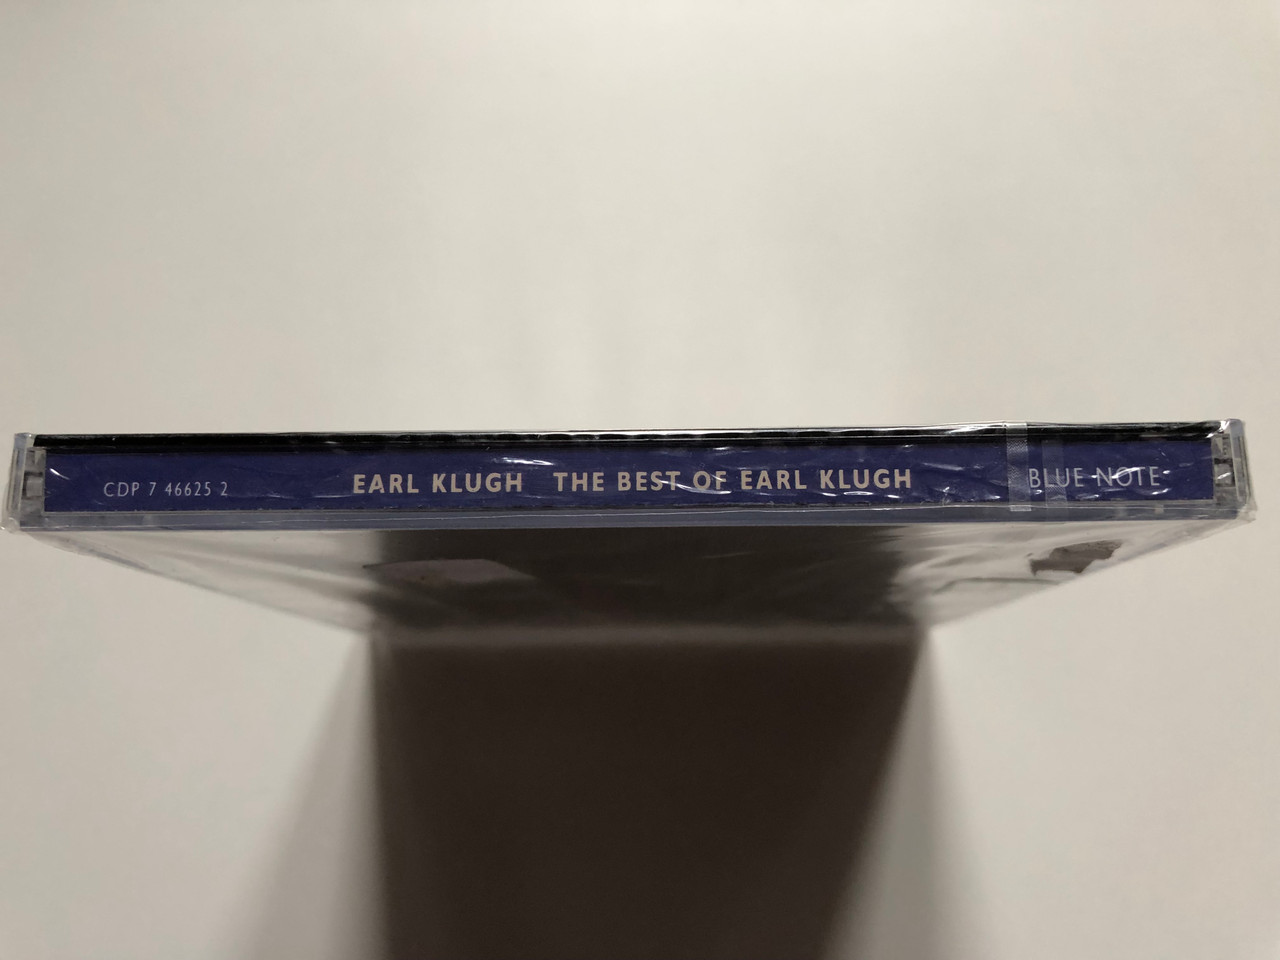 CDP 7 46625 2 EARL KLUGH THE BEST OF EARL KLUGH BLUE NOTE